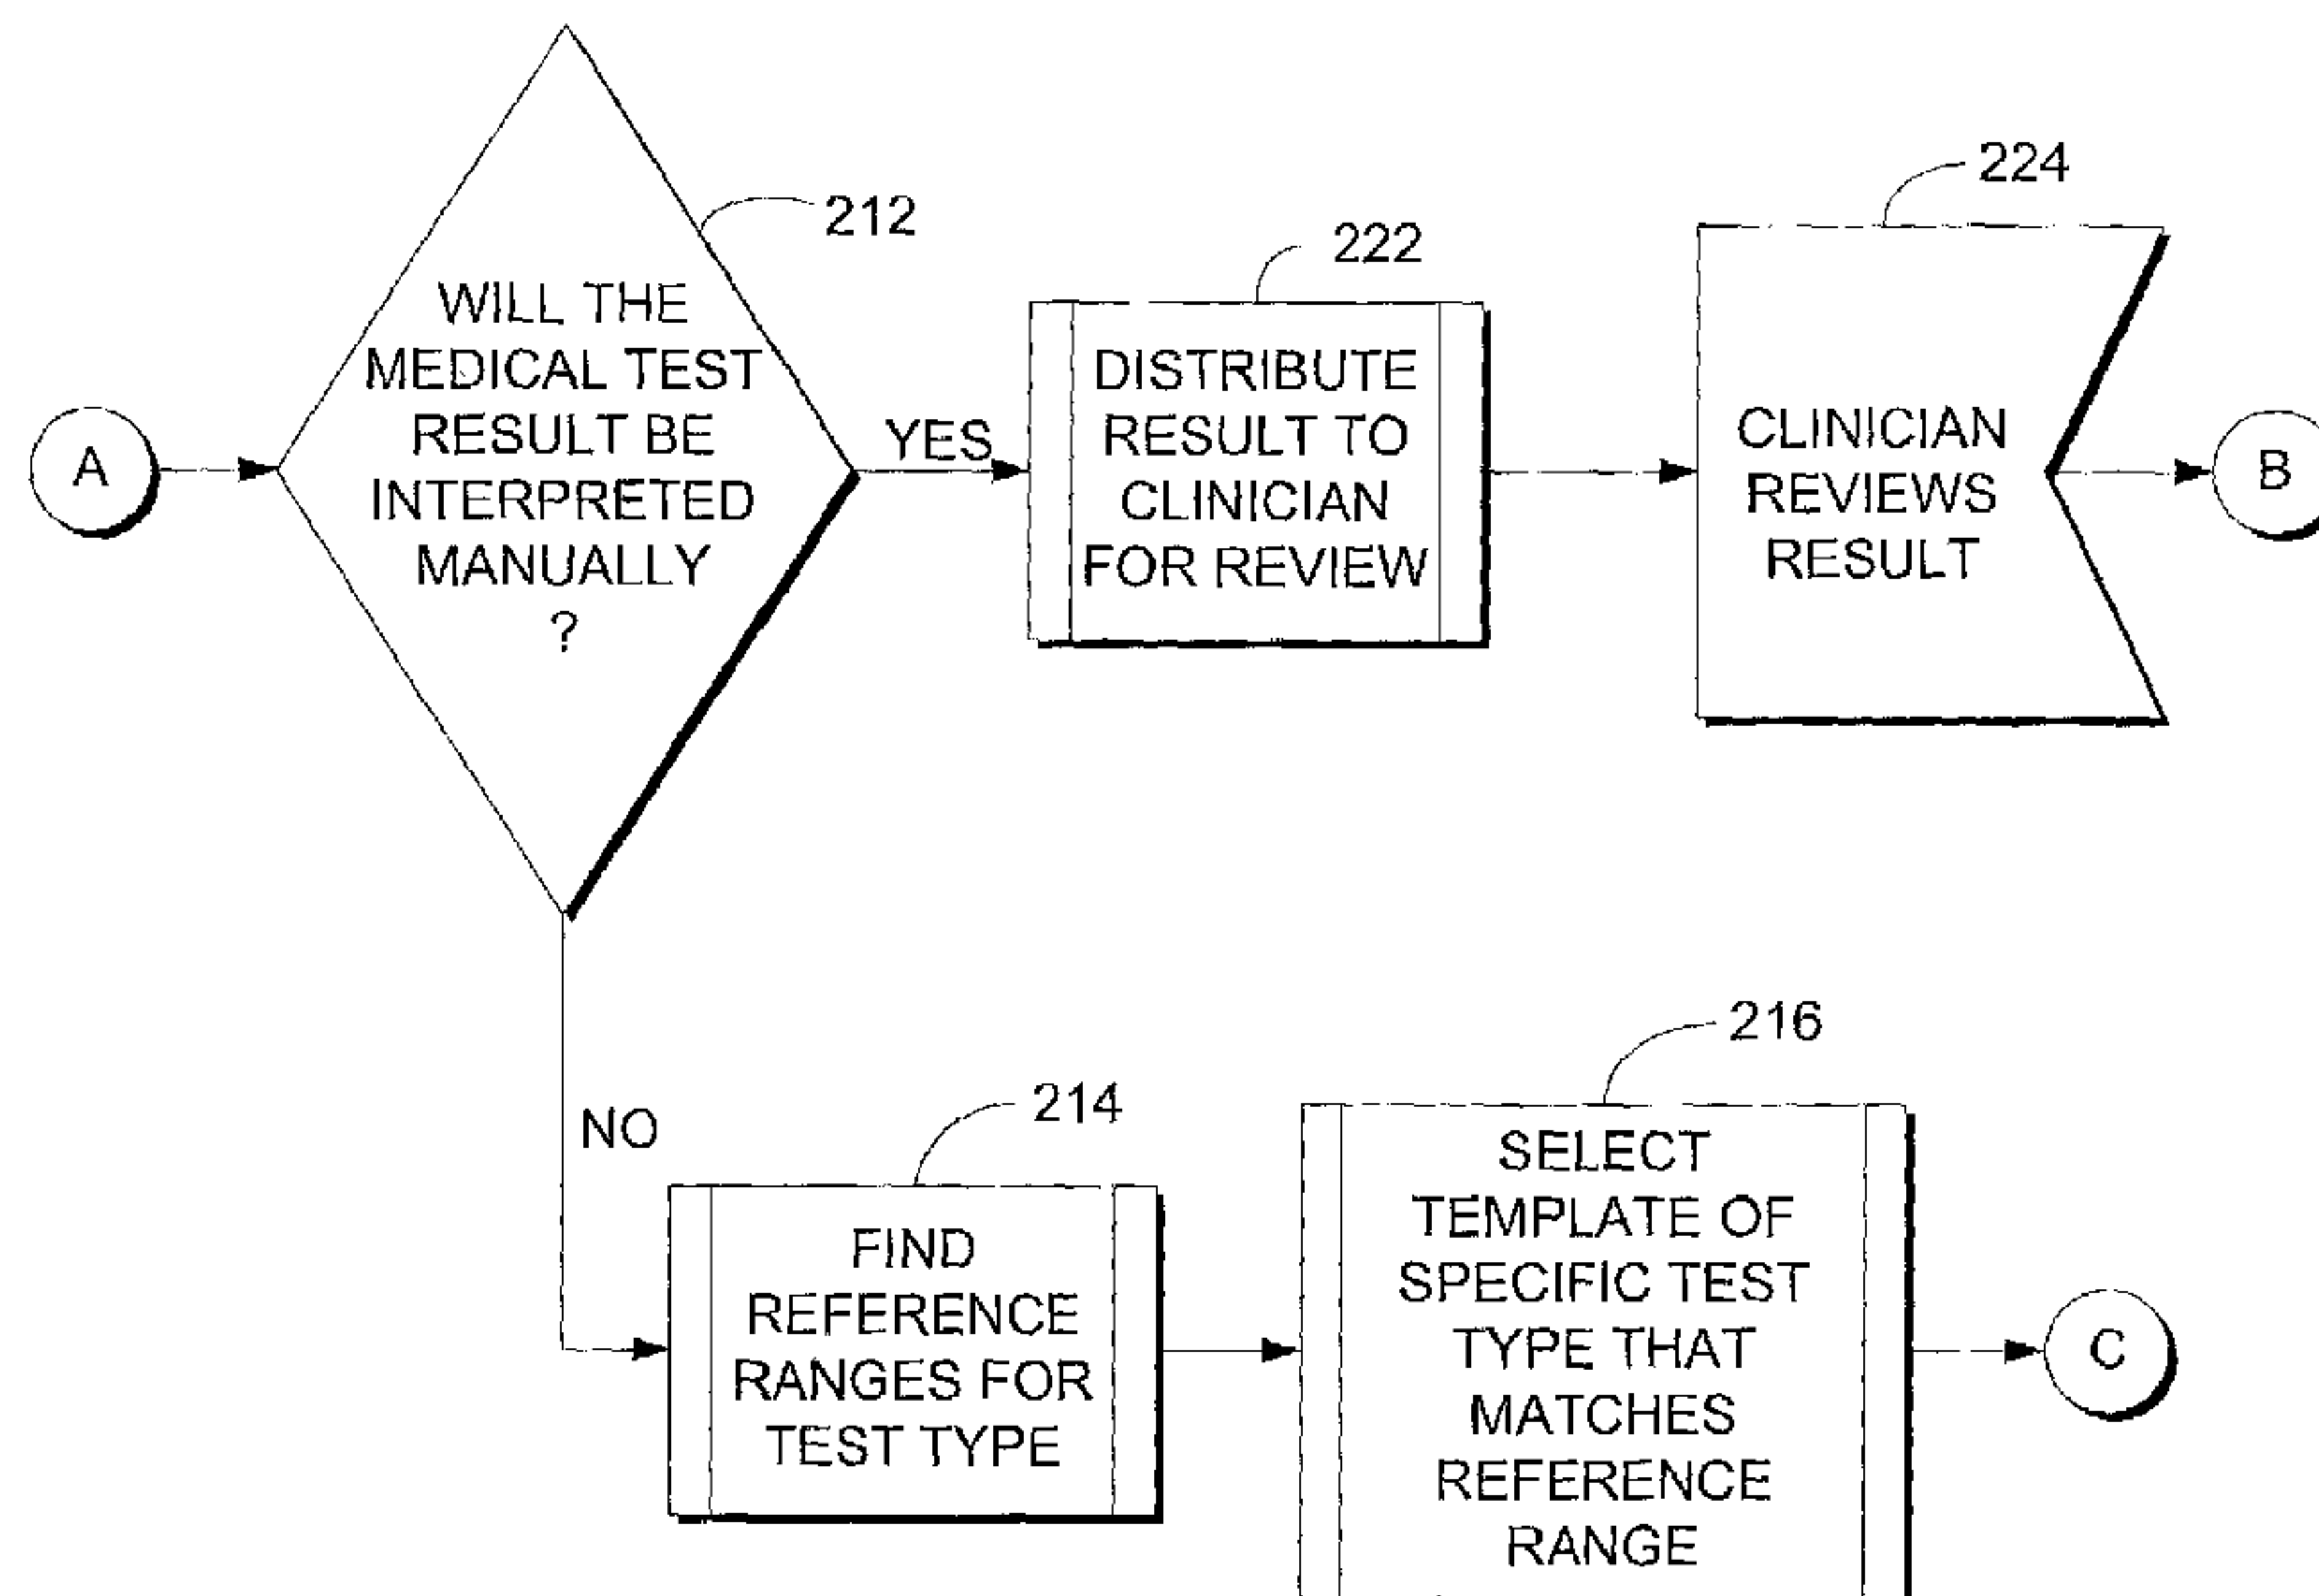 A
212
WILL THE
MEDICAL TEST
RESULT BE
INTERPRETED
MANUALLY
?
YES
222
DISTRIBUTE
RESULT TO
CLINICIAN
FOR REVIEW
224
CLINICIAN
REVIEWS
RESULT
B
NO
214
FIND
REFERENCE
RANGES FOR
TEST TYPE
216
SELECT
TEMPLATE OF
SPECIFIC TEST
TYPE THAT
MATCHES
REFERENCE
RANGE
C